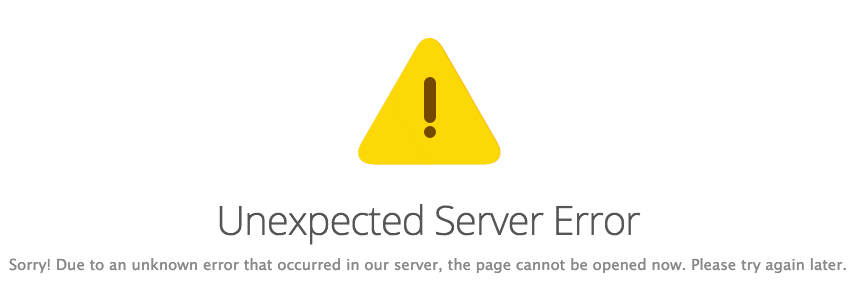 Unexpected Server Error
Sorry! Due to an unknown error that occurred in our server, the page cannot be opened now. Please try again later.